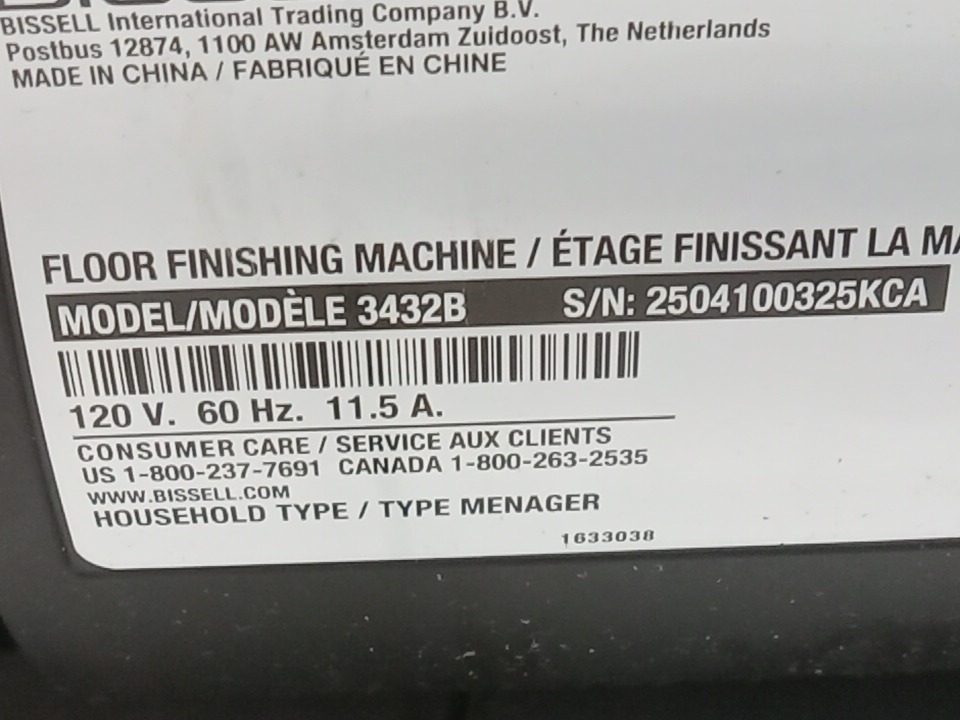 BISSELL International Trading Company B.V.
Postbus 12874, 1100 AW Amsterdam Zuidoost, The Netherlands
MADE IN CHINA / FABRIQUÉ EN CHINE
FLOOR FINISHING MACHINE / ÉTAGE FINISSANT LA
MODEL/MODÈLE 3432B S/N: 2504100325KCA
120 V. 60 Hz. 11.5 A.
CONSUMER CARE / SERVICE AUX CLIENTS
US 1-800-237-7691 CANADA 1-800-263-2535
WWW.BISSELL.COM
HOUSEHOLD TYPE / TYPE MENAGER
1633038